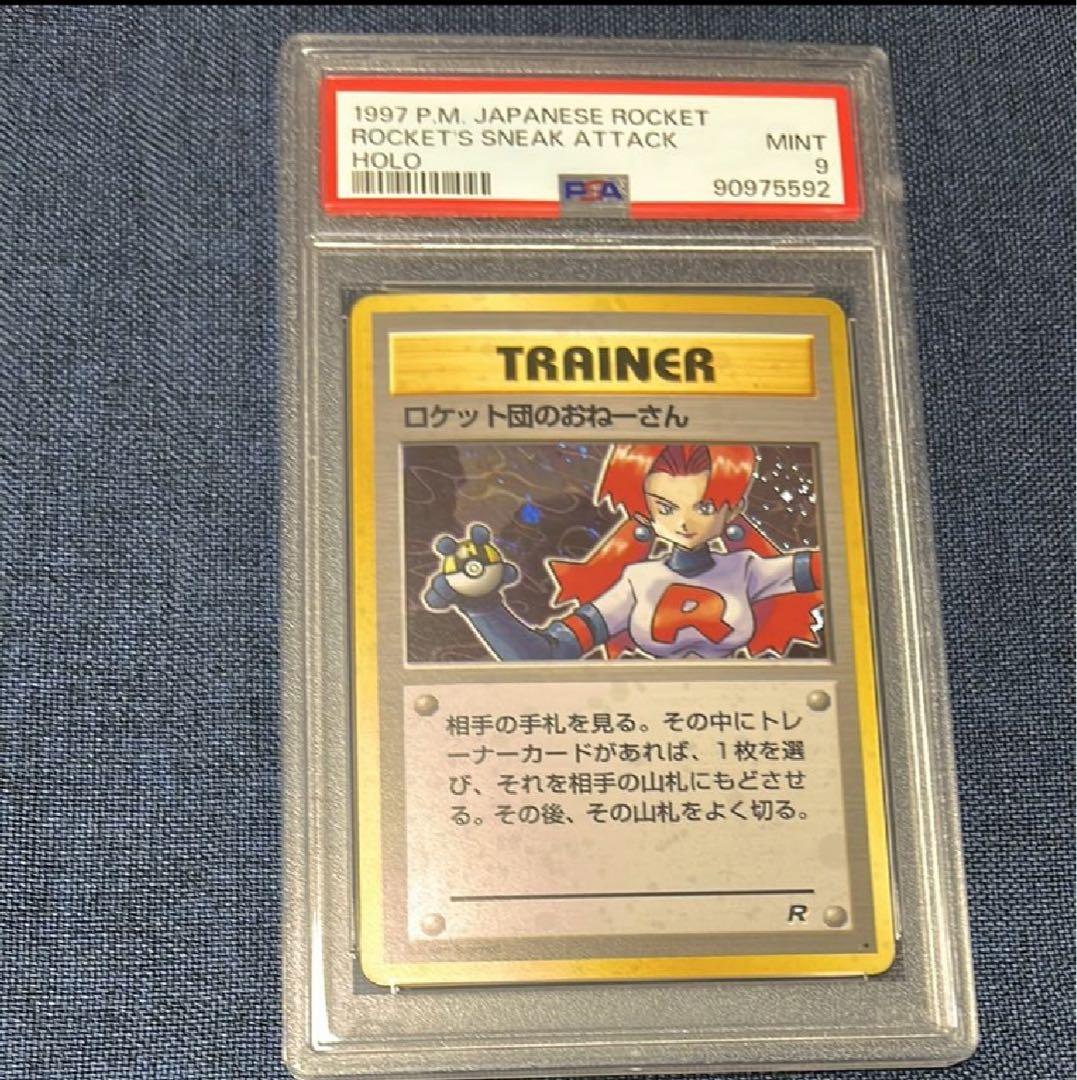 1997 P.M. JAPANESE ROCKET
ROCKET'S SNEAK ATTACK MINT
HOLO 9
PSA 90975592
TRAINER
ロケット団のおねーさん
R
相手の手札を見る。その中にトレ
ーナーカードがあれば、1枚を選
び、それを相手の山札にもどさせ
る。その後、その山札をよく切る。
R